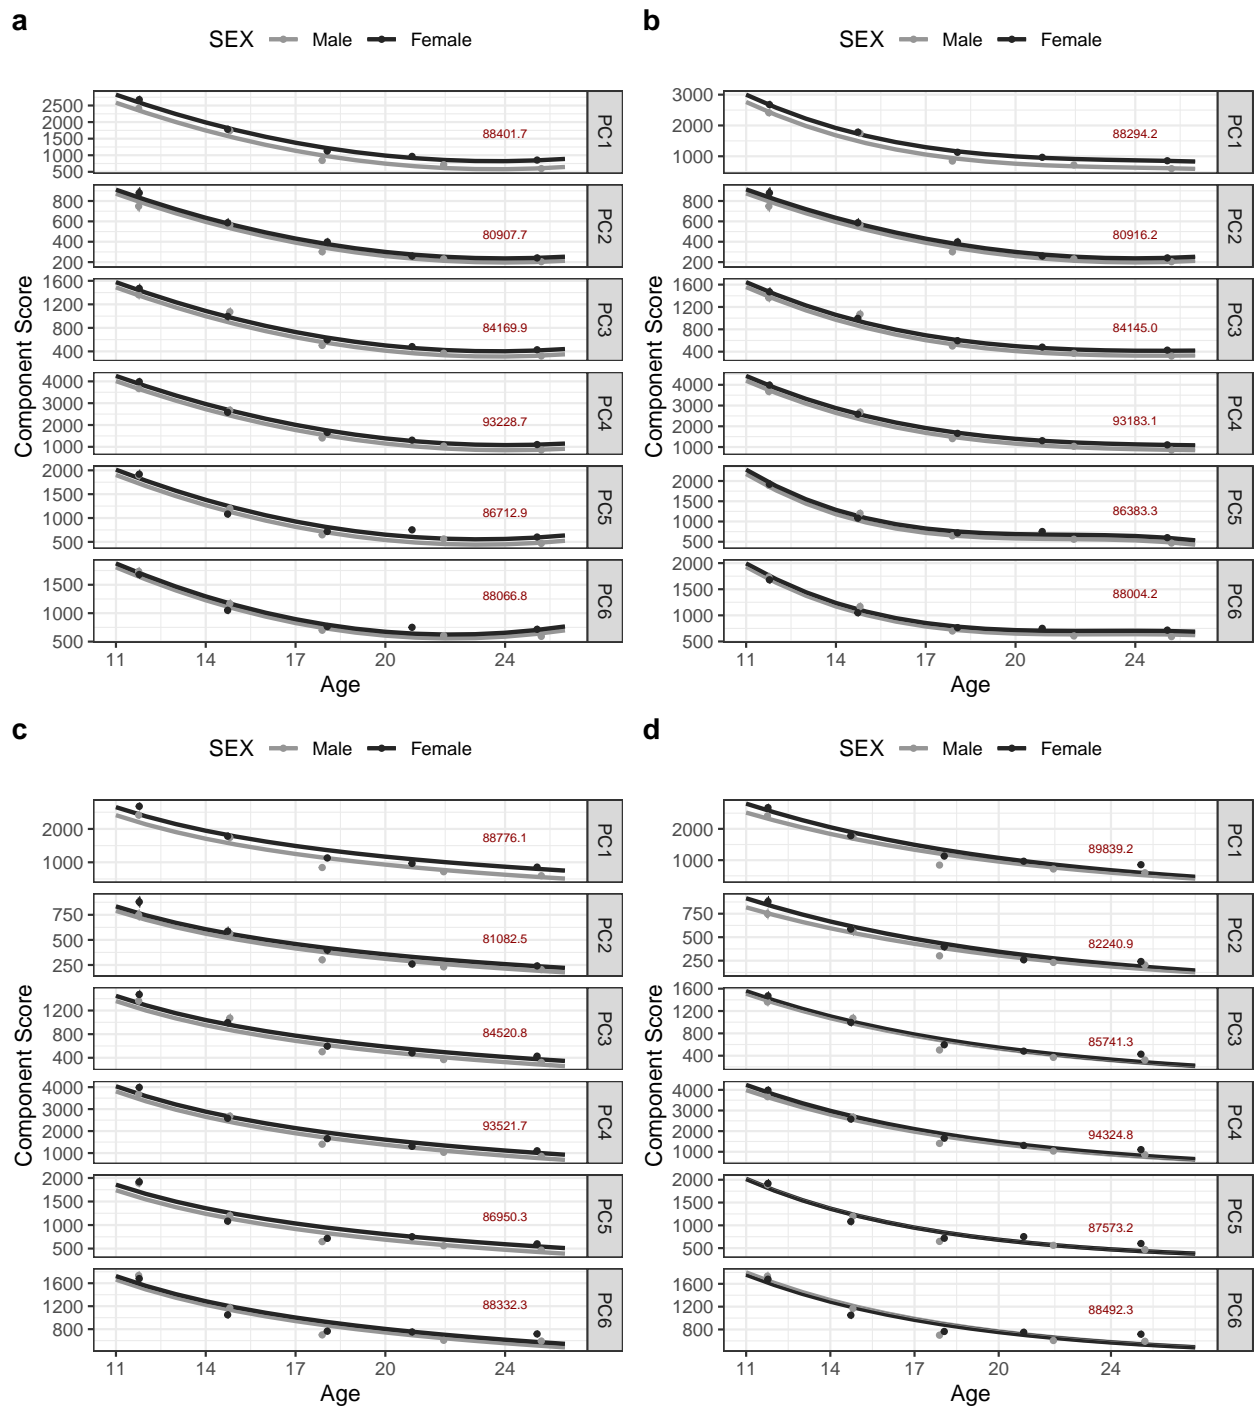 a
SEX Male Female
2500
2000
1500
1000
500
88401.7
PC1
800
600
400
200
80907.7
PC2
1600
1200
800
400
84169.9
PC3
4000
3000
2000
1000
93228.7
PC4
2000
1500
1000
500
86712.9
PC5
1500
1000
500
88066.8
PC6
Component Score
11 14 17 20 24
Age
b
SEX Male Female
3000
2000
1000
88294.2
PC1
800
600
400
200
80916.2
PC2
1600
1200
800
400
84145.0
PC3
4000
3000
2000
1000
93183.1
PC4
2000
1500
1000
500
86383.3
PC5
2000
1500
1000
500
88004.2
PC6
Component Score
11 14 17 20 24
Age
c
SEX Male Female
2000
1000
88776.1
PC1
750
500
250
81082.5
PC2
1200
800
400
84520.8
PC3
4000
3000
2000
1000
93521.7
PC4
2000
1500
1000
500
86950.3
PC5
1600
1200
800
88332.3
PC6
Component Score
11 14 17 20 24
Age
d
SEX Male Female
2000
1000
89839.2
PC1
750
500
250
82240.9
PC2
1600
1200
800
400
85741.3
PC3
4000
3000
2000
1000
94324.8
PC4
2000
1500
1000
500
87573.2
PC5
1600
1200
800
88492.3
PC6
Component Score
11 14 17 20 24
Age